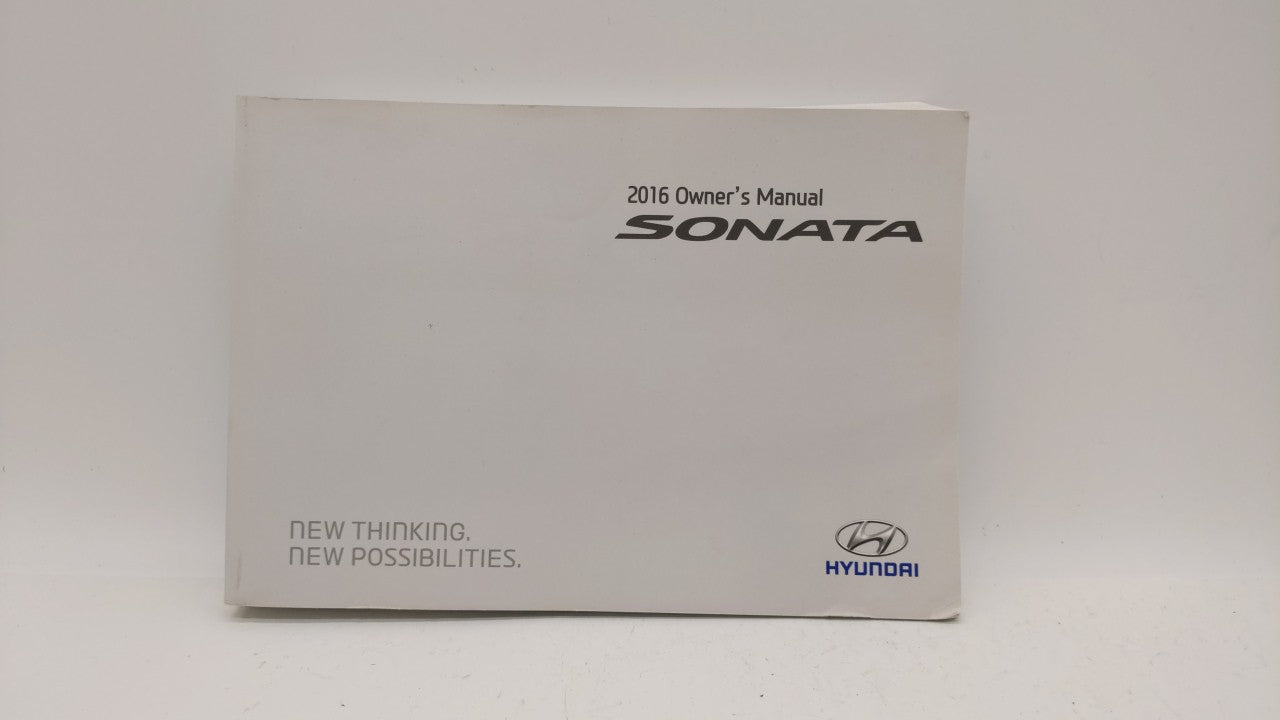 2016 Owner's Manual
SONATA
NEW THINKING.
NEW POSSIBILITIES.
HYUNDAI